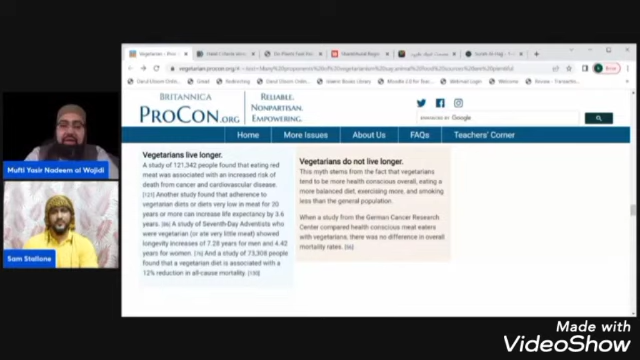 Vegetarian - Pros
vegetarian.procon.org/#
BRITANNICA
PROCON.ORG
RELIABLE.
NONPARTISAN.
EMPOWERING.
ENHANCED BY Google
Home
More Issues
About Us
FAQs
Teachers' Corner
Vegetarians live longer.
A study of 121,342 people found that eating red
meat was associated with an increased risk of
death from cancer and cardiovascular disease.
Another study found that adherence to
vegetarian diets or diets very low in meat for 20
years or more can increase life expectancy by 3.6
years.
A study of Seventh-Day Adventists who
were vegetarian (or ate very little meat) showed
longevity increases of 7.28 years for men and 4.42
years for women.
And a study of 73,308 people
found that a vegetarian diet is associated with a
12% reduction in all-cause mortality.
Vegetarians do not live longer.
This myth stems from the fact that vegetarians
tend to be more health conscious overall, eating a
more balanced diet, exercising more, and smoking
less than the general population.
When a study from the German Cancer Research
Center compared health conscious meat eaters
with vegetarians, there was no difference in overall
mortality rates.
Mufti Yasir Nadeem al Wajidi
Sam Stallone
Made with
VideoShow